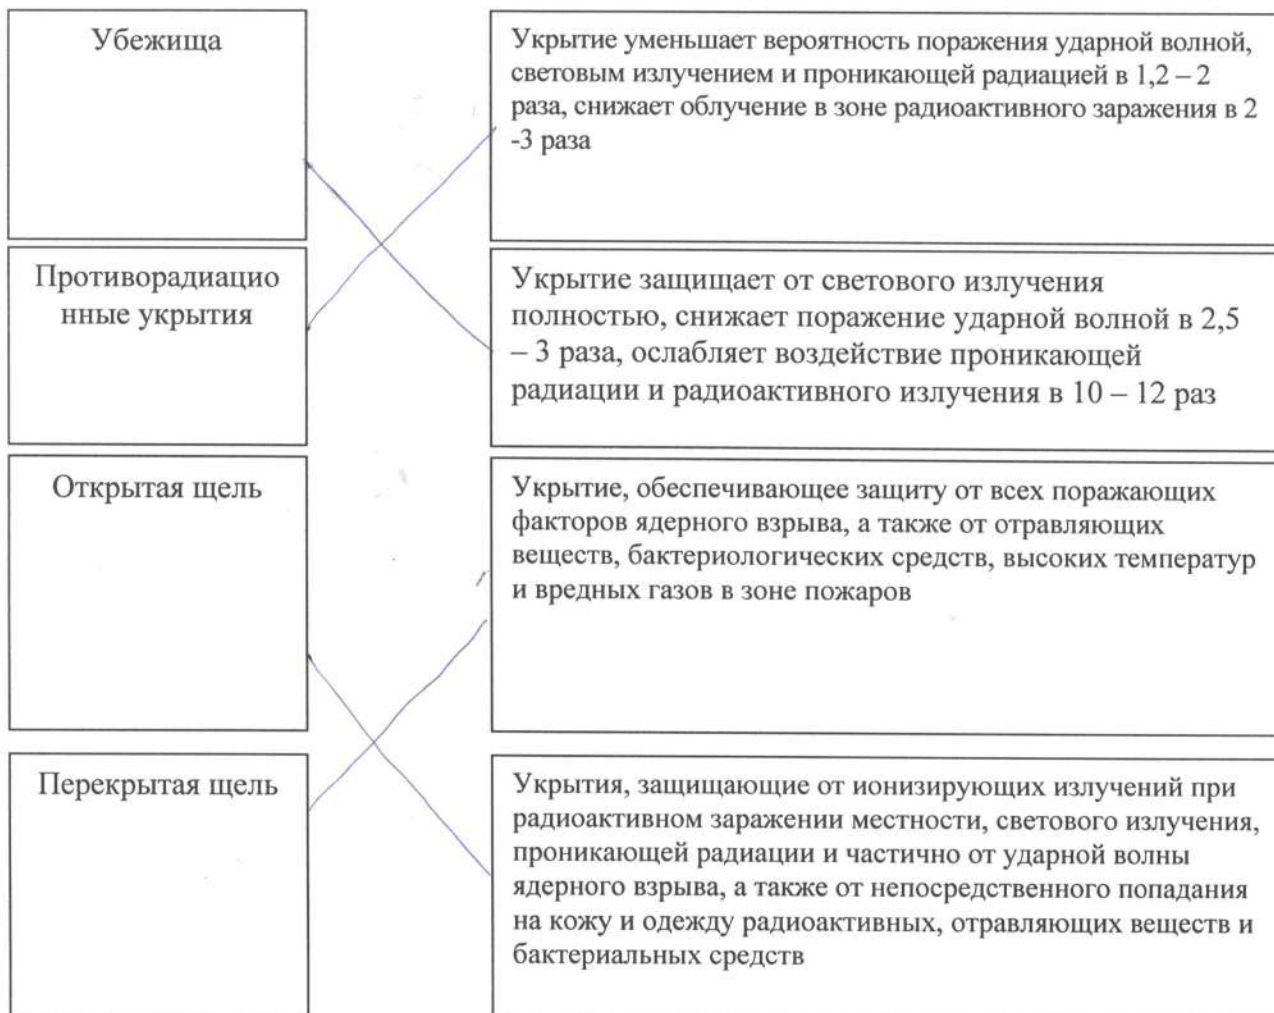 Убежища
Укрытие уменьшает вероятность поражения ударной волной,
световым излучением и проникающей радиацией в 1,2 – 2
раза, снижает облучение в зоне радиоактивного заражения в 2
-3 раза
Противорадиацио
нные укрытия
Укрытие защищает от светового излучения
полностью, снижает поражение ударной волной в 2,5
– 3 раза, ослабляет воздействие проникающей
радиации и радиоактивного излучения в 10 – 12 раз
Открытая щель
Укрытие, обеспечивающее защиту от всех поражающих
факторов ядерного взрыва, а также от отравляющих
веществ, бактериологических средств, высоких температур
и вредных газов в зоне пожаров
Перекрытая щель
Укрытия, защищающие от ионизирующих излучений при
радиоактивном заражении местности, светового излучения,
проникающей радиации и частично от ударной волны
ядерного взрыва, а также от непосредственного попадания
на кожу и одежду радиоактивных, отравляющих веществ и
бактериальных средств